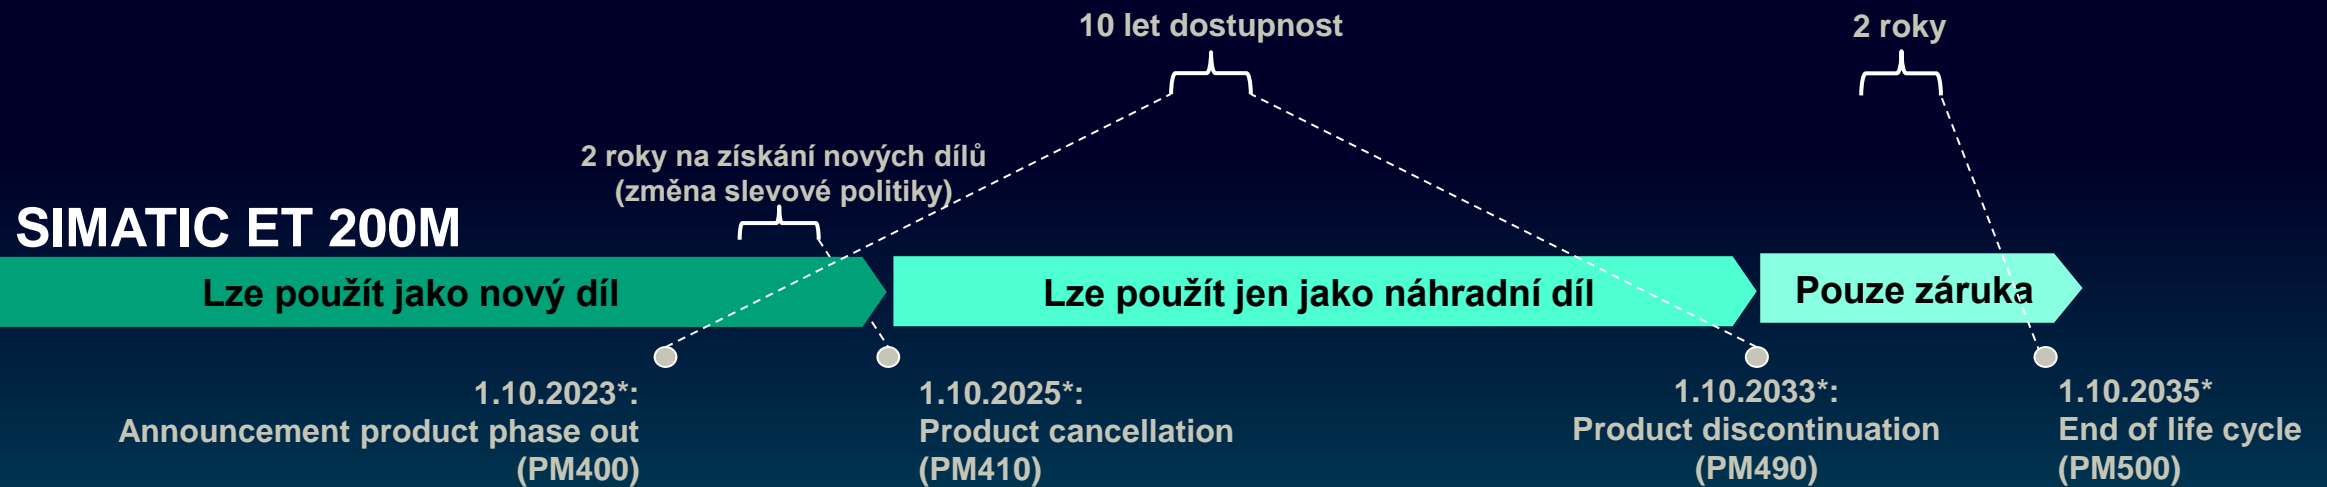 10 let dostupnost
2 roky
2 roky na získání nových dílů
(změna slevové politiky)
SIMATIC ET 200M
Lze použít jako nový díl
Lze použít jen jako náhradní díl
Pouze záruka
1.10.2023*:
Announcement product phase out
(PM400)
1.10.2025*:
Product cancellation
(PM410)
1.10.2033*:
Product discontinuation
(PM490)
1.10.2035*
End of life cycle
(PM500)